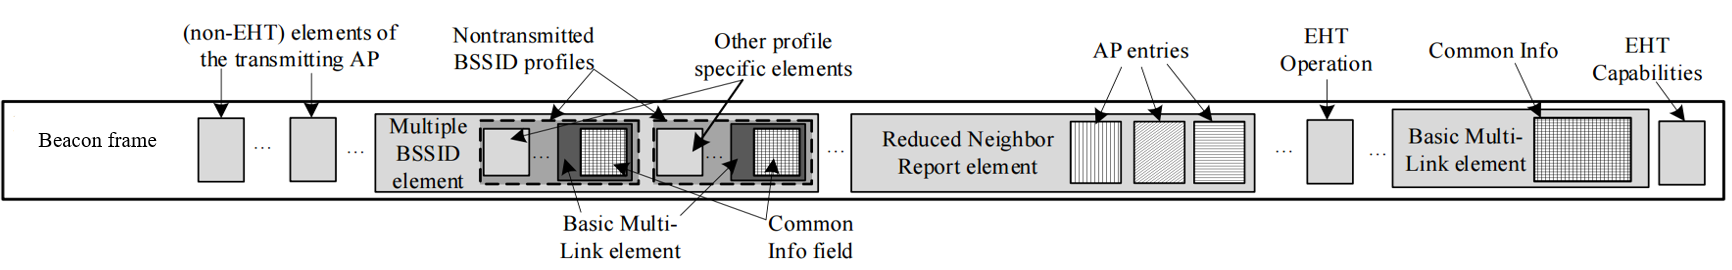 (non-EHT) elements of
the transmitting AP
Nontransmitted
BSSID profiles
Other profile
specific elements
AP entries
EHT
Operation
Common Info
EHT
Capabilities
Beacon frame
...
...
Multiple
BSSID
element
...
...
...
Reduced Neighbor
Report element
...
...
Basic Multi-
Link element
Basic Multi-
Link element
Common
Info field